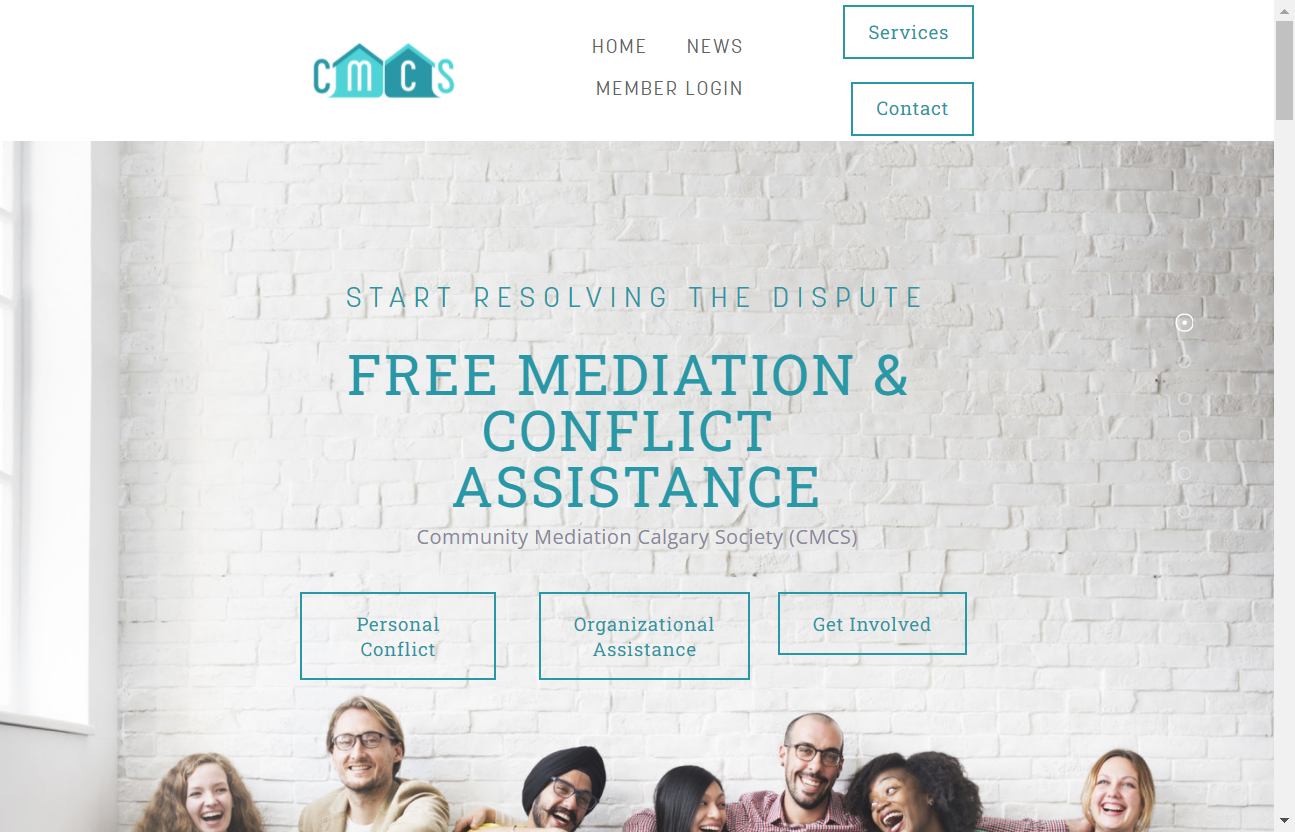 cmcs
HOME NEWS
MEMBER LOGIN
Services
Contact
START RESOLVING THE DISPUTE
FREE MEDIATION &
CONFLICT
ASSISTANCE
Community Mediation Calgary Society (CMCS)
Personal
Conflict
Organizational
Assistance
Get Involved